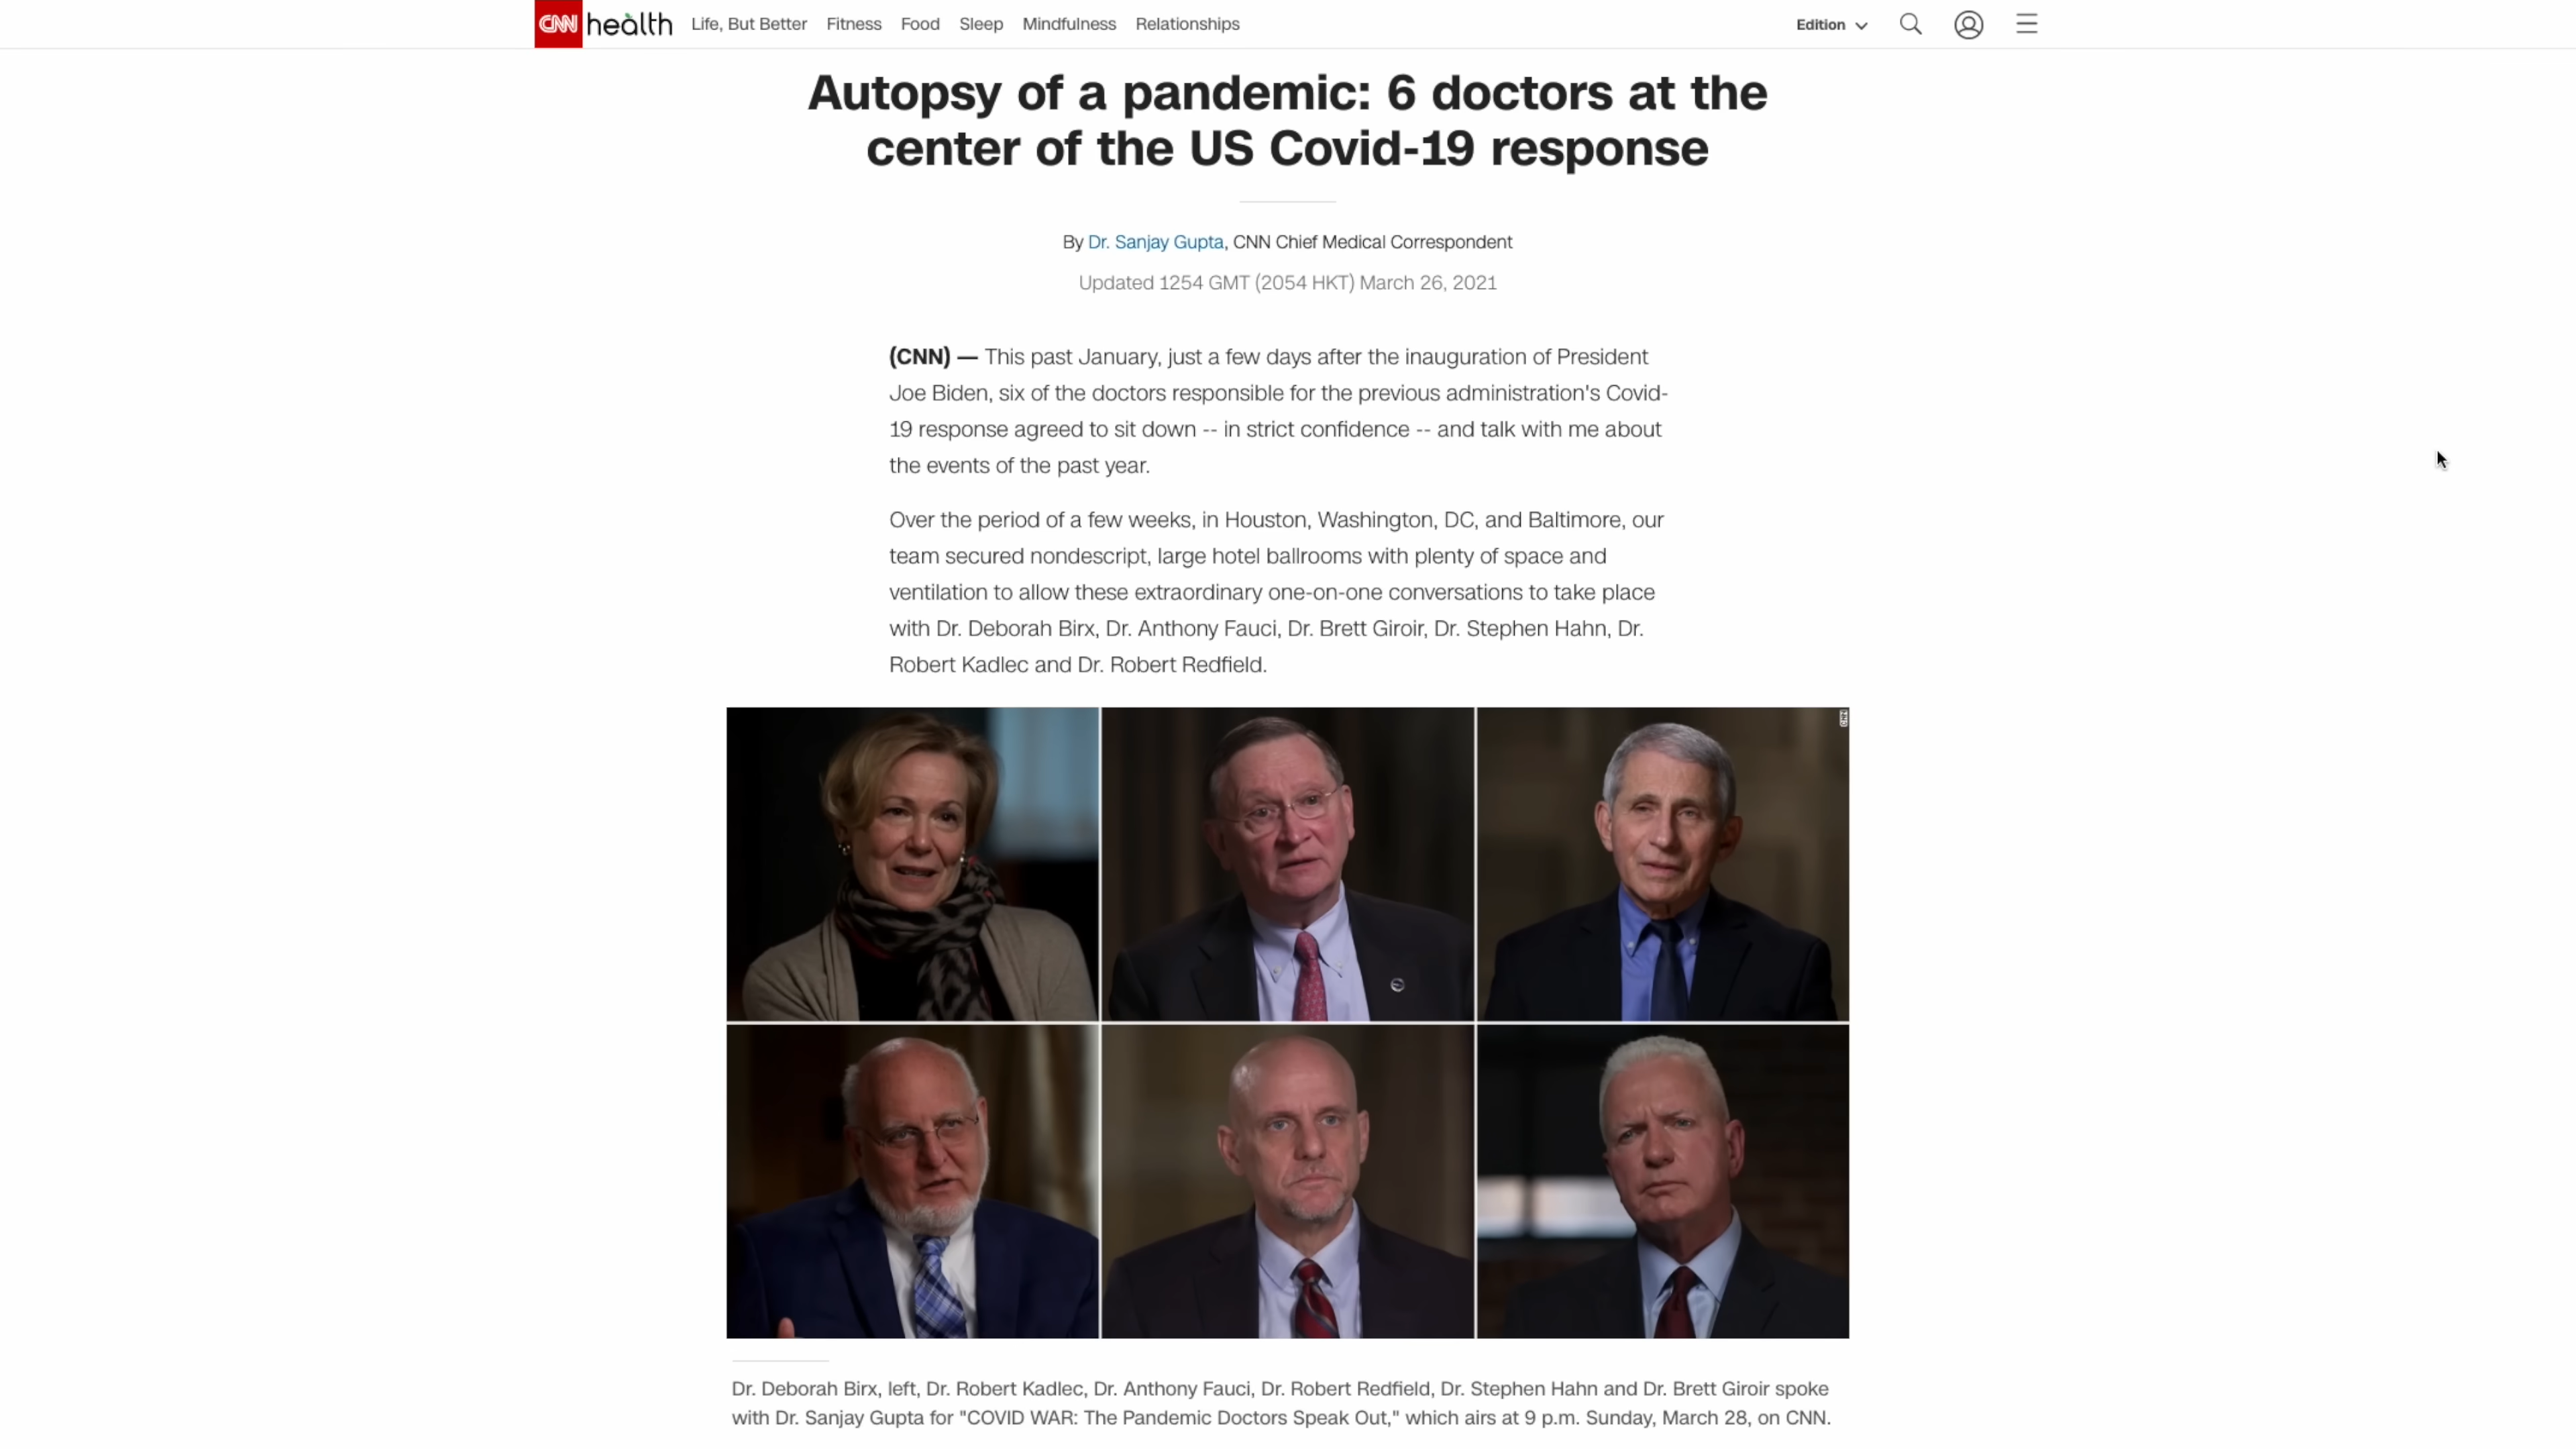 CNN health Life, But Better Fitness Food Sleep Mindfulness Relationships Edition
Autopsy of a pandemic: 6 doctors at the
center of the US Covid-19 response
By Dr. Sanjay Gupta, CNN Chief Medical Correspondent
Updated 1254 GMT (2054 HKT) March 26, 2021
(CNN) — This past January, just a few days after the inauguration of President
Joe Biden, six of the doctors responsible for the previous administration's Covid-
19 response agreed to sit down -- in strict confidence -- and talk with me about
the events of the past year.
Over the period of a few weeks, in Houston, Washington, DC, and Baltimore, our
team secured nondescript, large hotel ballrooms with plenty of space and
ventilation to allow these extraordinary one-on-one conversations to take place
with Dr. Deborah Birx, Dr. Anthony Fauci, Dr. Brett Giroir, Dr. Stephen Hahn, Dr.
Robert Kadlec and Dr. Robert Redfield.
CNN
Dr. Deborah Birx, left, Dr. Robert Kadlec, Dr. Anthony Fauci, Dr. Robert Redfield, Dr. Stephen Hahn and Dr. Brett Giroir spoke
with Dr. Sanjay Gupta for "COVID WAR: The Pandemic Doctors Speak Out," which airs at 9 p.m. Sunday, March 28, on CNN.